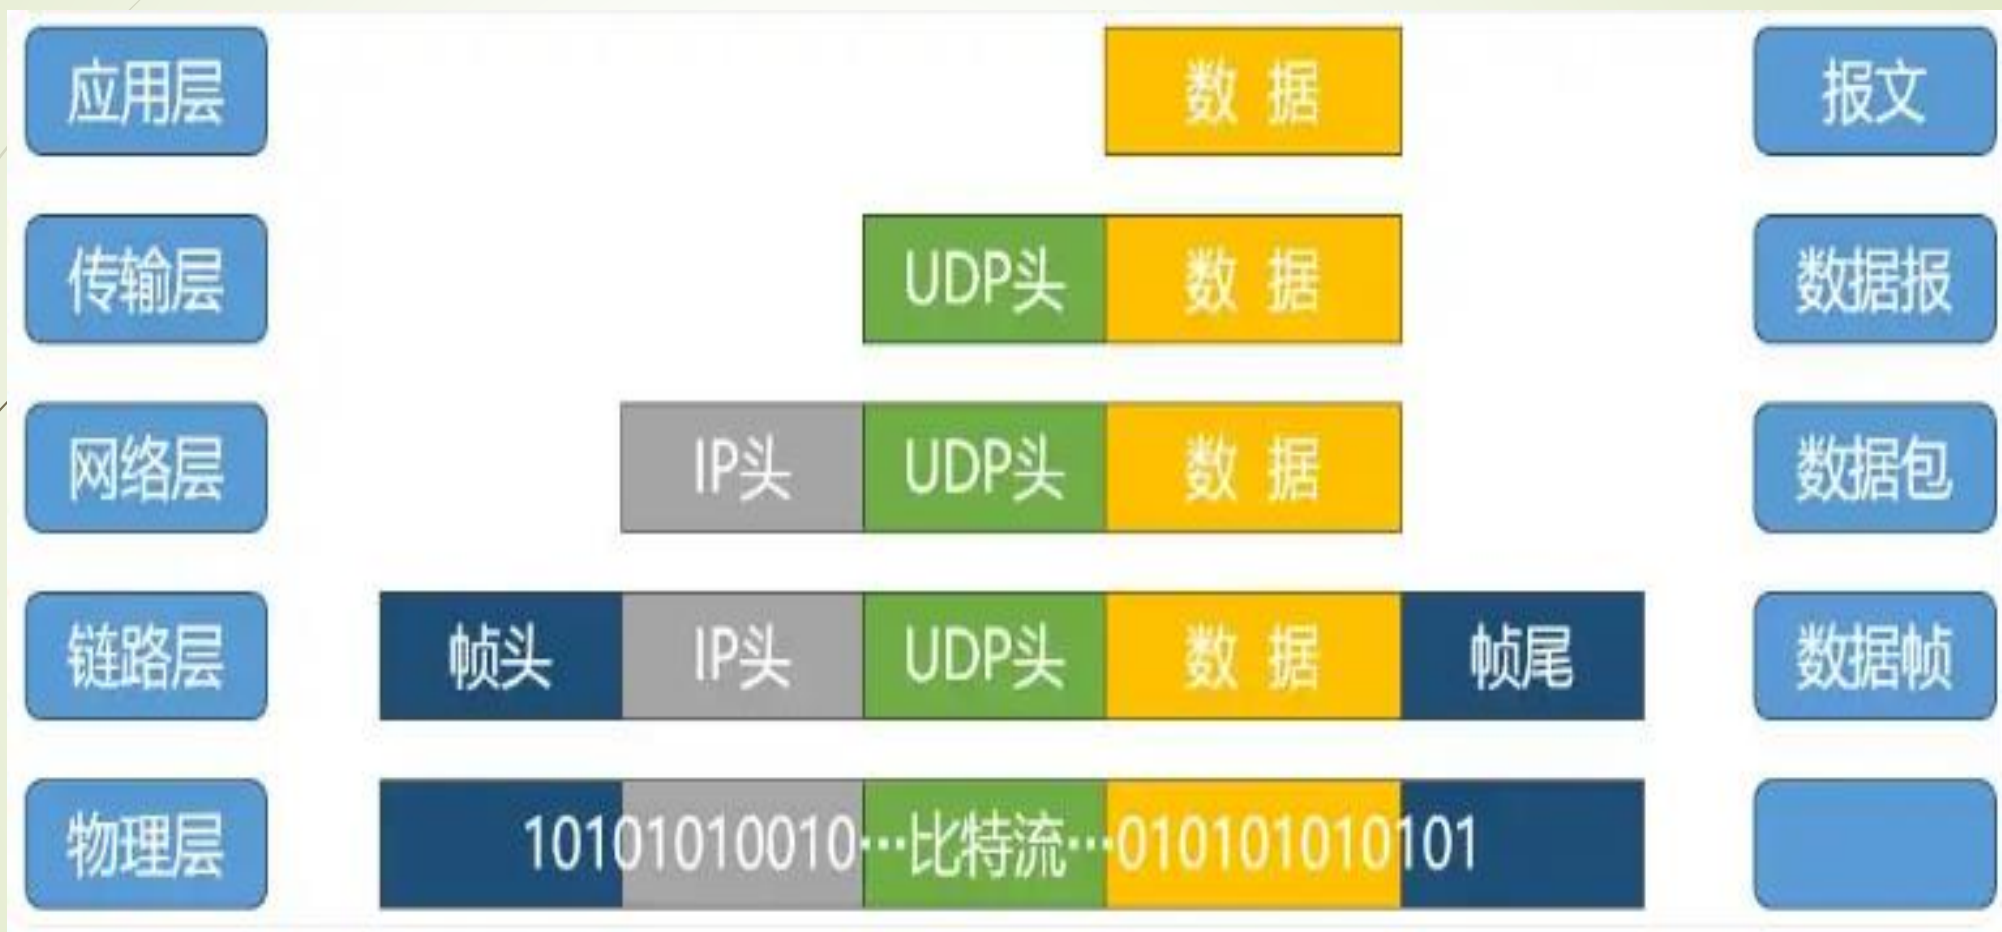 应用层 数 据 报文
传输层 UDP头 数 据 数据报
网络层 IP头 UDP头 数 据 数据包
链路层 帧头 IP头 UDP头 数 据 帧尾 数据帧
物理层 10101010010…比特流…010101010101